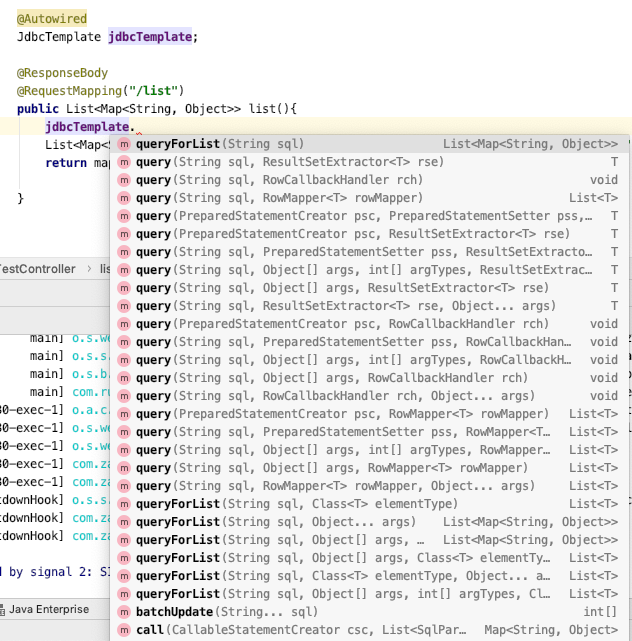 @Autowired
JdbcTemplate jdbcTemplate;
@ResponseBody
@RequestMapping("/list")
public List<Map<String, Object>> list(){
jdbcTemplate.
List<Map<S
return map
}
queryForList(String sql) List<Map<String, Object>>
query(String sql, ResultSetExtractor<T> rse) T
query(String sql, RowCallbackHandler rch) void
query(String sql, RowMapper<T> rowMapper) List<T>
query(PreparedStatementCreator psc, PreparedStatementSetter pss,… T
query(PreparedStatementCreator psc, ResultSetExtractor<T> rse) T
query(String sql, PreparedStatementSetter pss, ResultSetExtracto… T
query(String sql, Object[] args, int[] argTypes, ResultSetExtrac… T
query(String sql, Object[] args, ResultSetExtractor<T> rse) T
query(String sql, ResultSetExtractor<T> rse, Object... args) T
query(PreparedStatementCreator psc, RowCallbackHandler rch) void
query(String sql, PreparedStatementSetter pss, RowCallbackHan… void
query(String sql, Object[] args, int[] argTypes, RowCallbackH… void
query(String sql, Object[] args, RowCallbackHandler rch) void
query(String sql, RowCallbackHandler rch, Object... args) void
query(PreparedStatementCreator psc, RowMapper<T> rowMapper) List<T>
query(String sql, PreparedStatementSetter pss, RowMapper<T… List<T>
query(String sql, Object[] args, int[] argTypes, RowMapper… List<T>
query(String sql, Object[] args, RowMapper<T> rowMapper) List<T>
query(String sql, RowMapper<T> rowMapper, Object... args) List<T>
queryForList(String sql, Class<T> elementType) List<T>
queryForList(String sql, Object... args) List<Map<String, Object>>
queryForList(String sql, Object[] args, … List<Map<String, Object>>
queryForList(String sql, Object[] args, Class<T> elementTy… List<T>
queryForList(String sql, Class<T> elementType, Object... a… List<T>
queryForList(String sql, Object[] args, int[] argTypes, Cl… List<T>
batchUpdate(String... sql) int[]
call(CallableStatementCreator csc, List<SqlPar… Map<String, Object>
TestController › lis
main] o.s.we
main] o.s.s.
main] o.s.b.
main] com.ru
80-exec-1] o.a.c.
80-exec-1] o.s.we
80-exec-1] o.s.we
80-exec-1] com.za
80-exec-1] com.za
tdownHook] o.s.s.
tdownHook] com.za
tdownHook] com.za
d by signal 2: SI
Java Enterprise